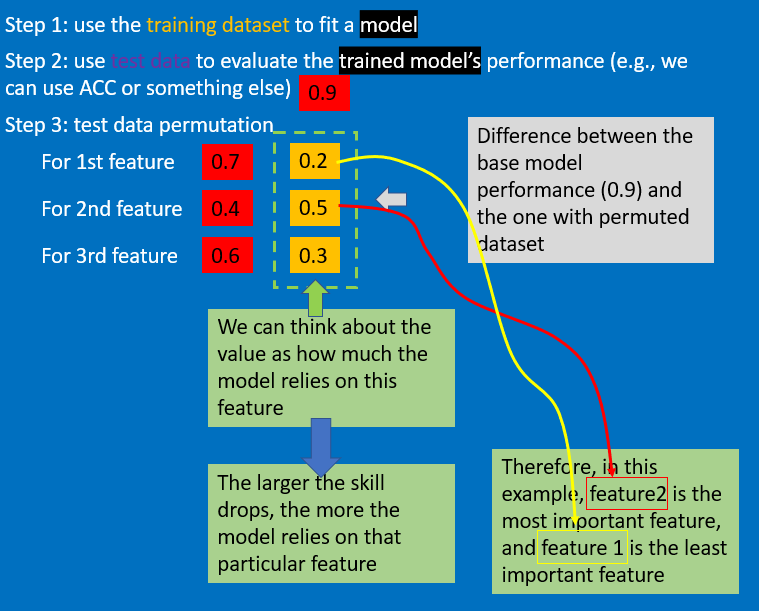 Step 1: use the training dataset to fit a model
Step 2: use test data to evaluate the trained model's performance (e.g., we
can use ACC or something else) 0.9
Step 3: test data permutation
For 1st feature 0.7 0.2
For 2nd feature 0.4 0.5
For 3rd feature 0.6 0.3
Difference between the
base model
performance (0.9) and
the one with permuted
dataset
We can think about the
value as how much the
model relies on this
feature
The larger the skill
drops, the more the
model relies on that
particular feature
Therefore, in this
example, feature2 is the
most important feature,
and feature 1 is the least
important feature